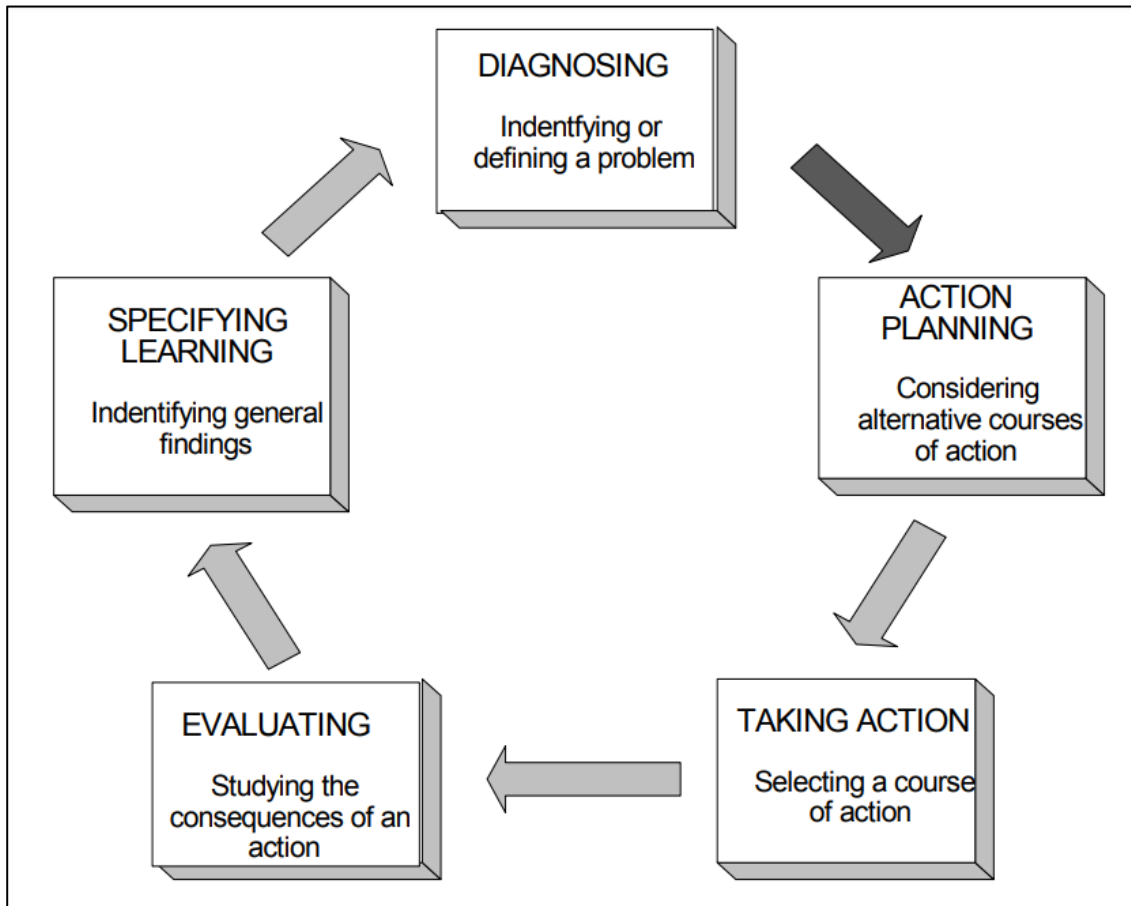 DIAGNOSING
Indentfying or
defining a problem
ACTION
PLANNING
Considering
alternative courses
of action
TAKING ACTION
Selecting a course
of action
EVALUATING
Studying the
consequences of an
action
SPECIFYING
LEARNING
Indentifying general
findings